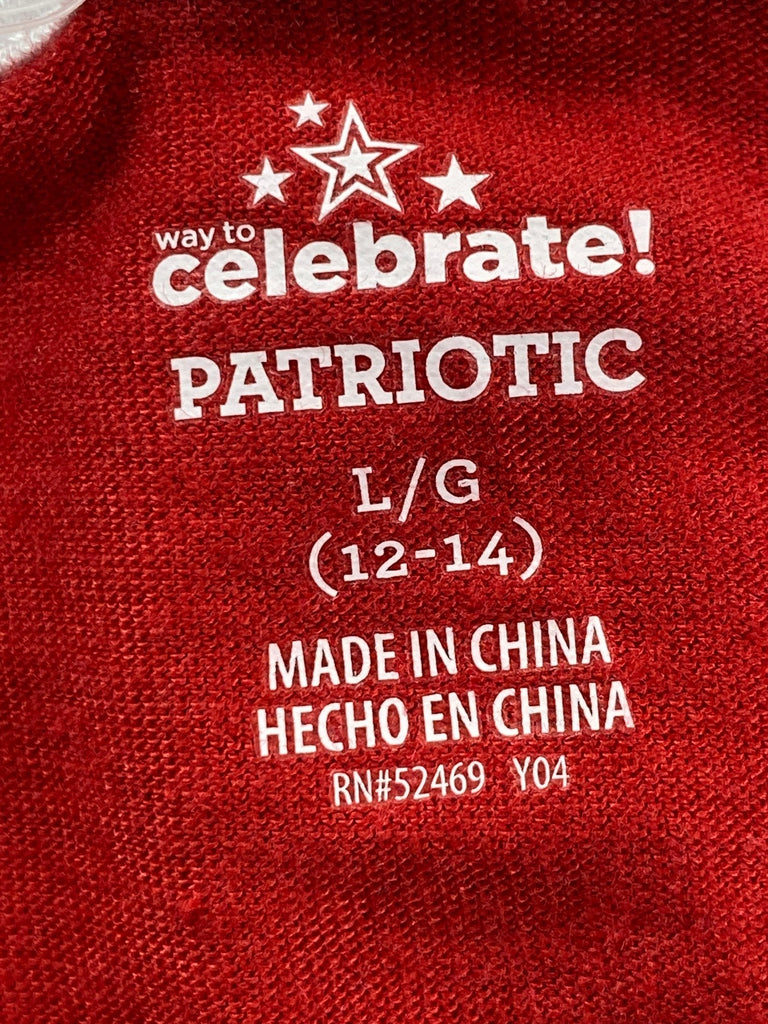 way to
celebrate!
PATRIOTIC
L/G
(12-14)
MADE IN CHINA
HECHO EN CHINA
RN#52469 Y04